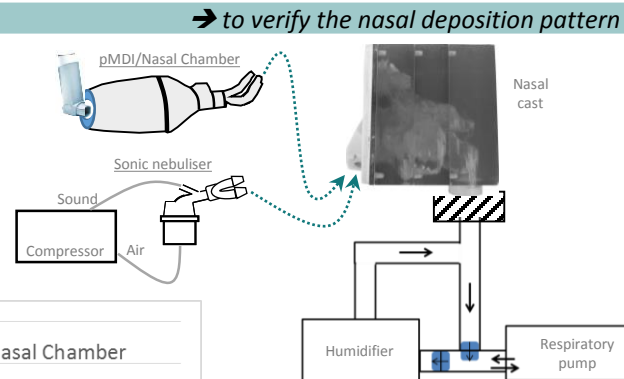 ➔ to verify the nasal deposition pattern
pMDI/Nasal Chamber
Nasal
cast
Sonic nebuliser
Sound
Compressor
Air
Humidifier
Respiratory
pump
asal Chamber